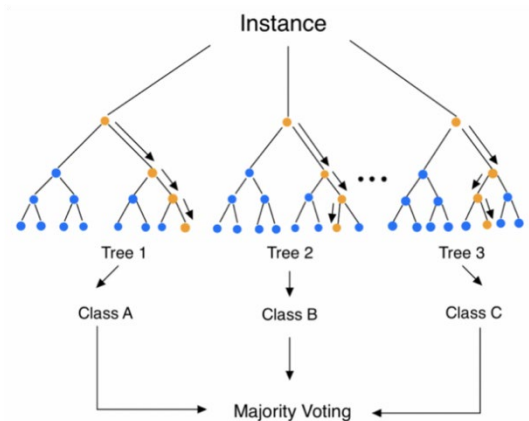 Instance
Tree 1
Tree 2
Tree 3
Class A
Class B
Class C
Majority Voting